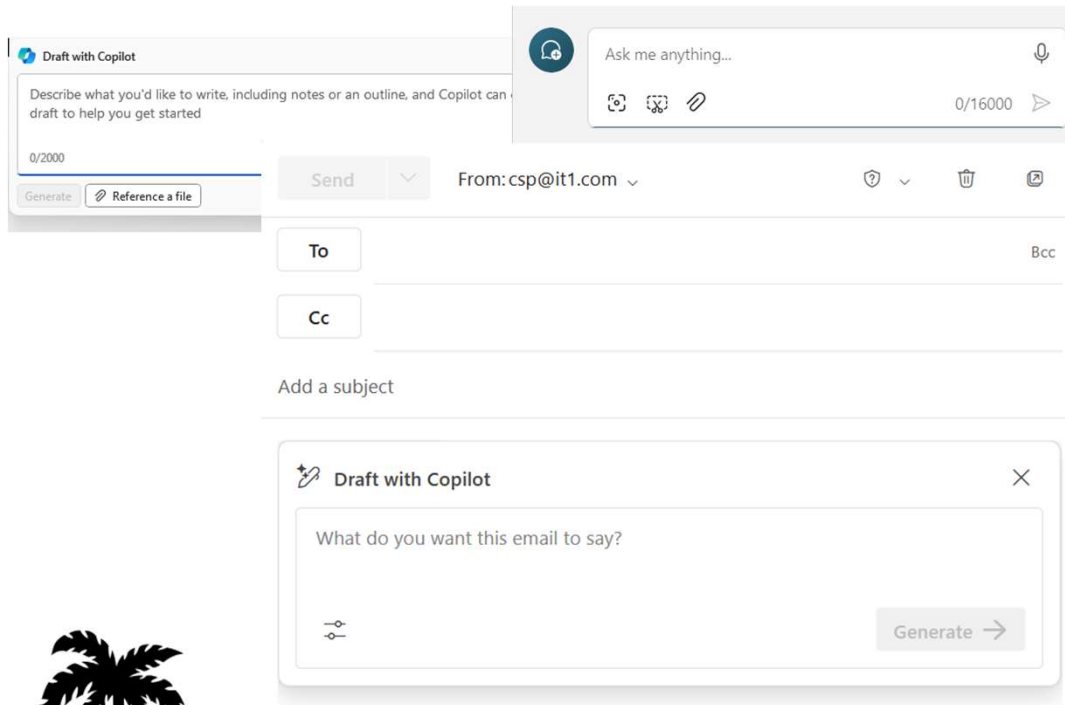 Draft with Copilot
Describe what you'd like to write, including notes or an outline, and Copilot can
draft to help you get started
0/2000
Generate
Reference a file
Ask me anything...
0/16000
Send
From: csp@it1.com
To
Bcc
Cc
Add a subject
Draft with Copilot
What do you want this email to say?
Generate